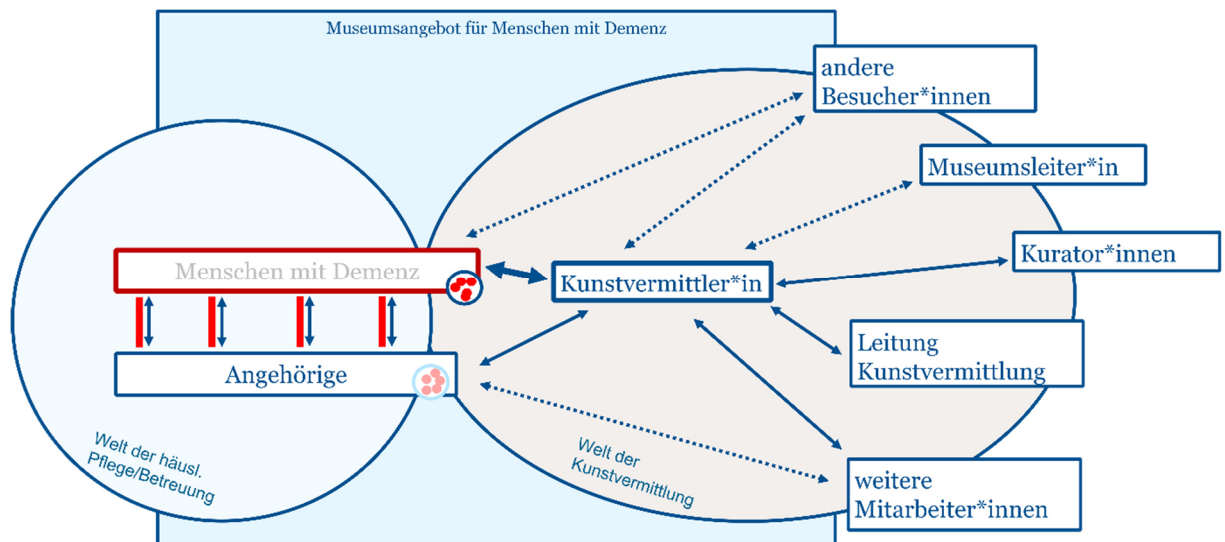 Museumsangebot für Menschen mit Demenz
andere
Besucher*innen
Museumsleiter*in
Kurator*innen
Menschen mit Demenz
Kunstvermittler*in
Leitung
Kunstvermittlung
Angehörige
Welt der häusl.
Pflege/Betreuung
Welt der
Kunstvermittlung
weitere
Mitarbeiter*innen